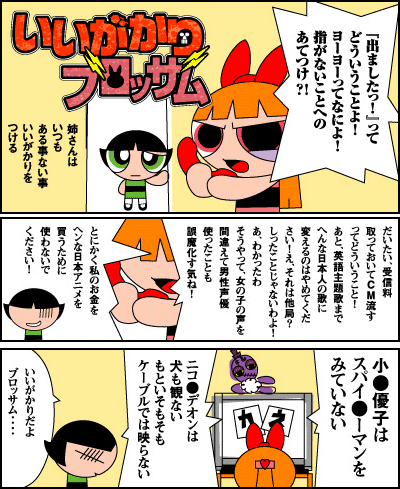 いいがかり
ブロッサム
『出ましたっ!』って
どういうことよ!
ヨーヨーってなによ!
指がないことへの
あてつけ?!
姉さんは
いつも
ある事ない事
いいがかりを
つける
だいたい、受信料
取っておいてCM流す
ってどういうこと!
あと、英語主題歌まで
へんな日本人の歌に
変えるのはやめてくだ
さい!え、それは他局?
しったことじゃないわよ!
あ、わかったわ
そうやって、女の子の声を
間違えて男性声優
使ったことも
誤魔化す気ね!
とにかく私のお金を
ヘンな日本アニメを
買うために
使わないで
ください!
小●優子は
スパイ●ーマンを
みていない
カ
え
ニコ●デオンは
犬も観ない
もといそもそも
ケーブルでは映らない
いいがかりだよ
ブロッサム・・・・